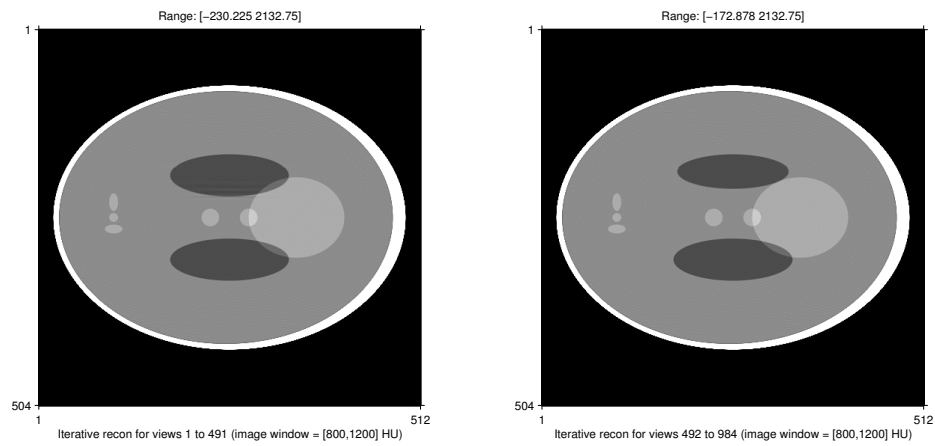 Range: [−230.225 2132.75]
1
504
1
512
Iterative recon for views 1 to 491 (image window = [800,1200] HU)
Range: [−172.878 2132.75]
1
504
1
512
Iterative recon for views 492 to 984 (image window = [800,1200] HU)